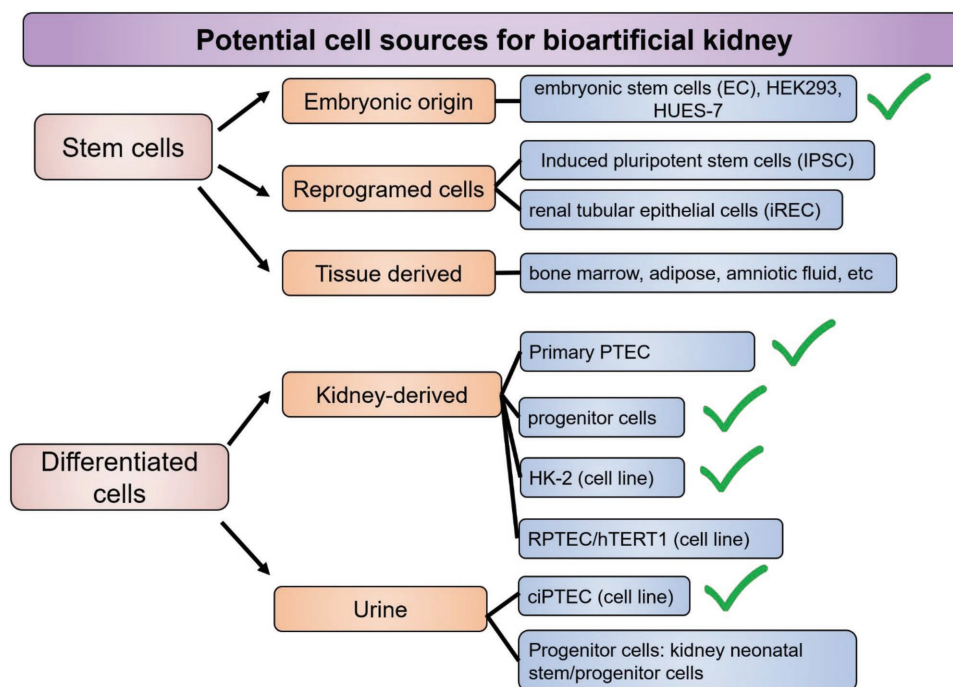 Potential cell sources for bioartificial kidney
Stem cells
Embryonic origin
embryonic stem cells (EC), HEK293,
HUES-7
Reprogramed cells
Induced pluripotent stem cells (IPSC)
renal tubular epithelial cells (iREC)
Tissue derived
bone marrow, adipose, amniotic fluid, etc
Differentiated
cells
Kidney-derived
Primary PTEC
progenitor cells
HK-2 (cell line)
RPTEC/hTERT1 (cell line)
Urine
ciPTEC (cell line)
Progenitor cells: kidney neonatal
stem/progenitor cells